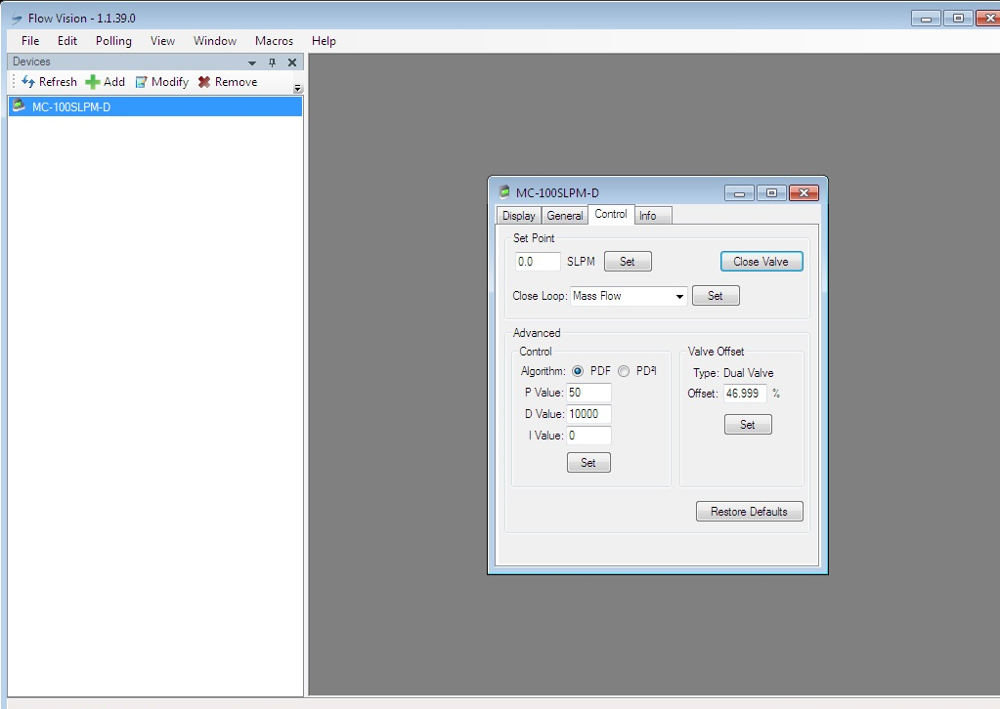 Flow Vision - 1.1.39.0
File Edit Polling View Window Macros Help
Devices
Refresh Add Modify Remove
MC-100SLPM-D
MC-100SLPM-D
Display General Control Info
Set Point
0.0 SLPM Set Close Valve
Close Loop: Mass Flow Set
Advanced
Control Valve Offset
Algorithm: PDF PD²I Type: Dual Valve
P Value: 50 Offset: 46.999 %
D Value: 10000
I Value: 0 Set
Set
Restore Defaults